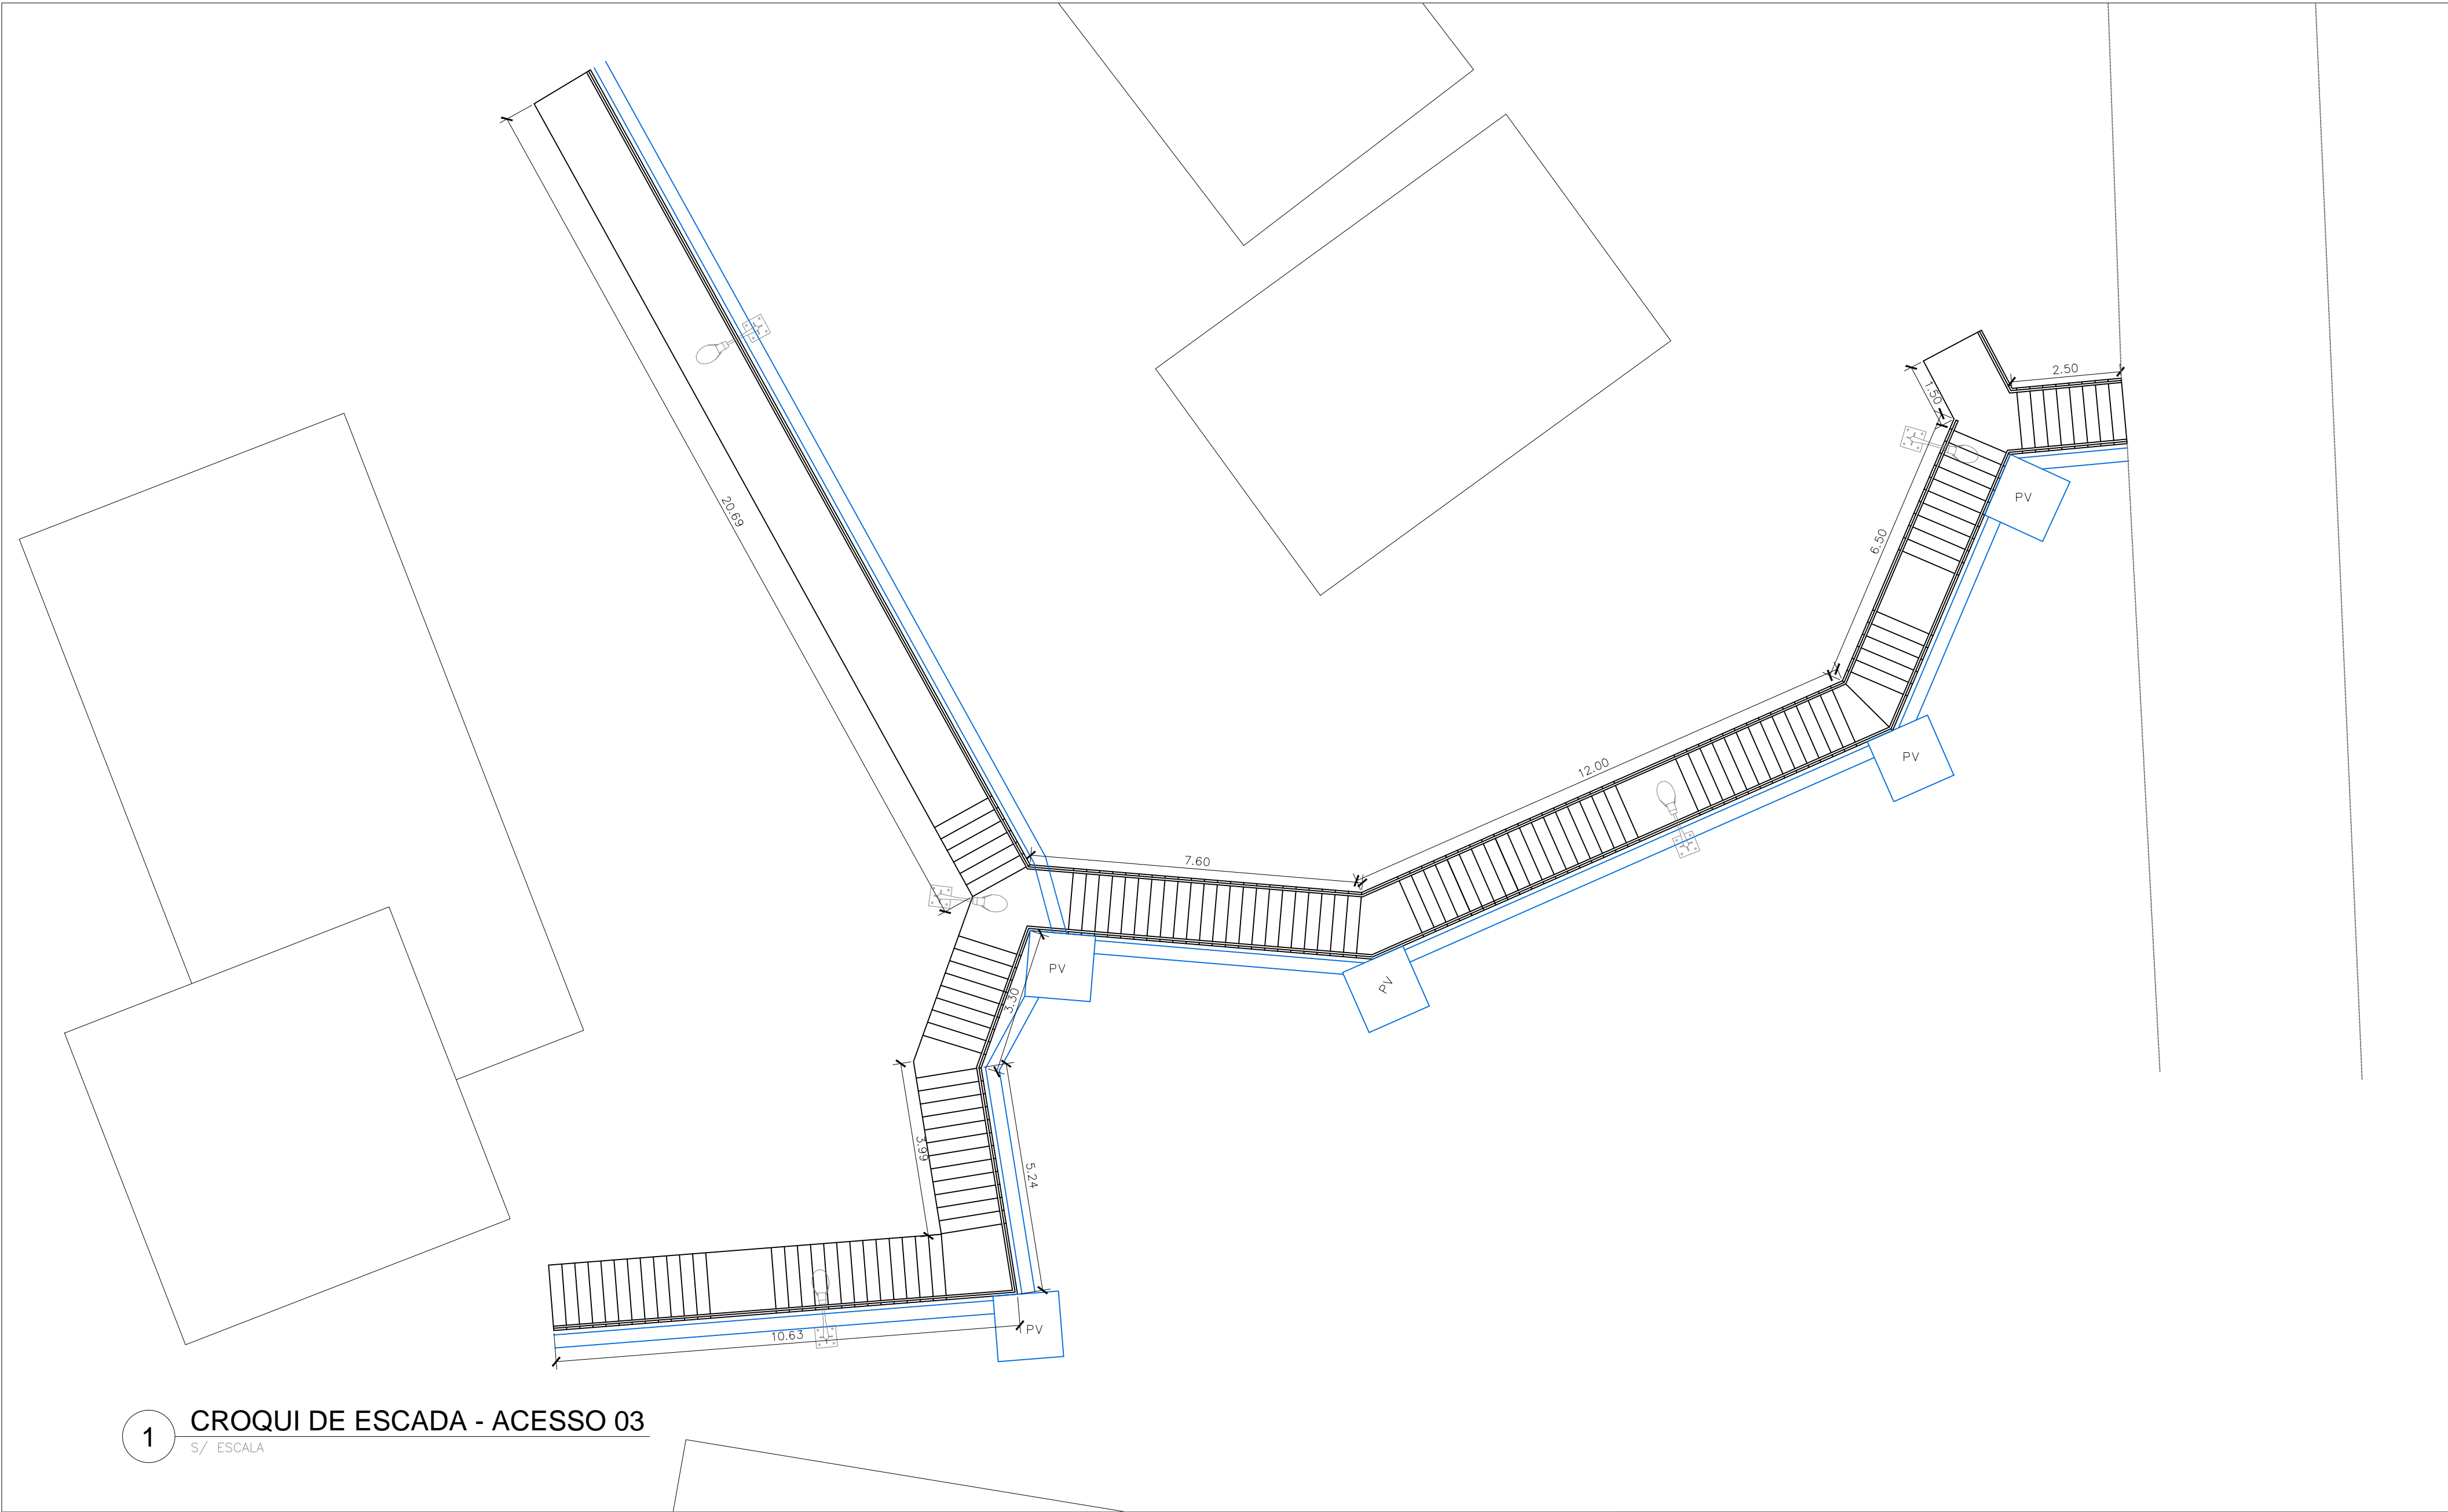 2.50
1.50
PV
20.69
6.50
PV
12.00
7.60
PV
PV
3.30
3.99
5.24
PV
10.63
1
CROQUI DE ESCADA - ACESSO 03
S/ ESCALA